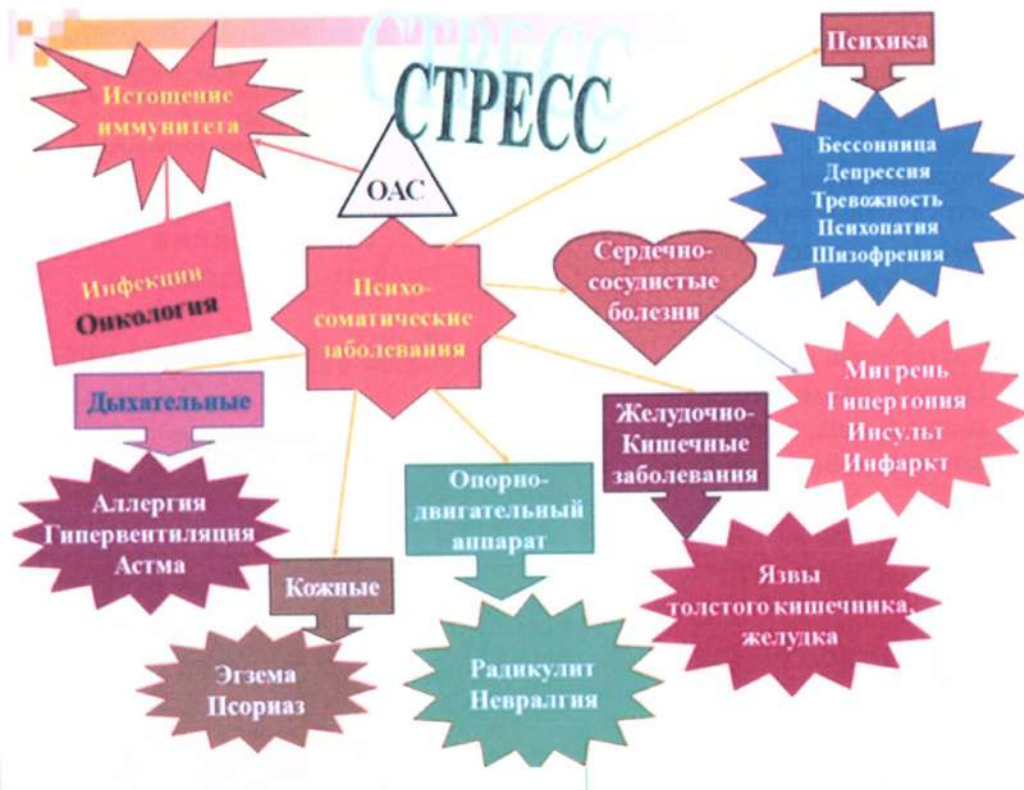 СТРЕСС
Психика
Истощение
иммунитета
ОАС
Бессонница
Депрессия
Тревожность
Психопатия
Шизофрения
Инфекции
Онкология
Психо-
соматические
заболевания
Сердечно-
сосудистые
болезни
Мигрень
Гипертония
Инсульт
Инфаркт
Дыхательные
Аллергия
Гипервентиляция
Астма
Желудочно-
Кишечные
заболевания
Опорно-
двигательный
аппарат
Язвы
толстого кишечника,
желудка
Кожные
Эгзема
Псориаз
Радикулит
Невралгия